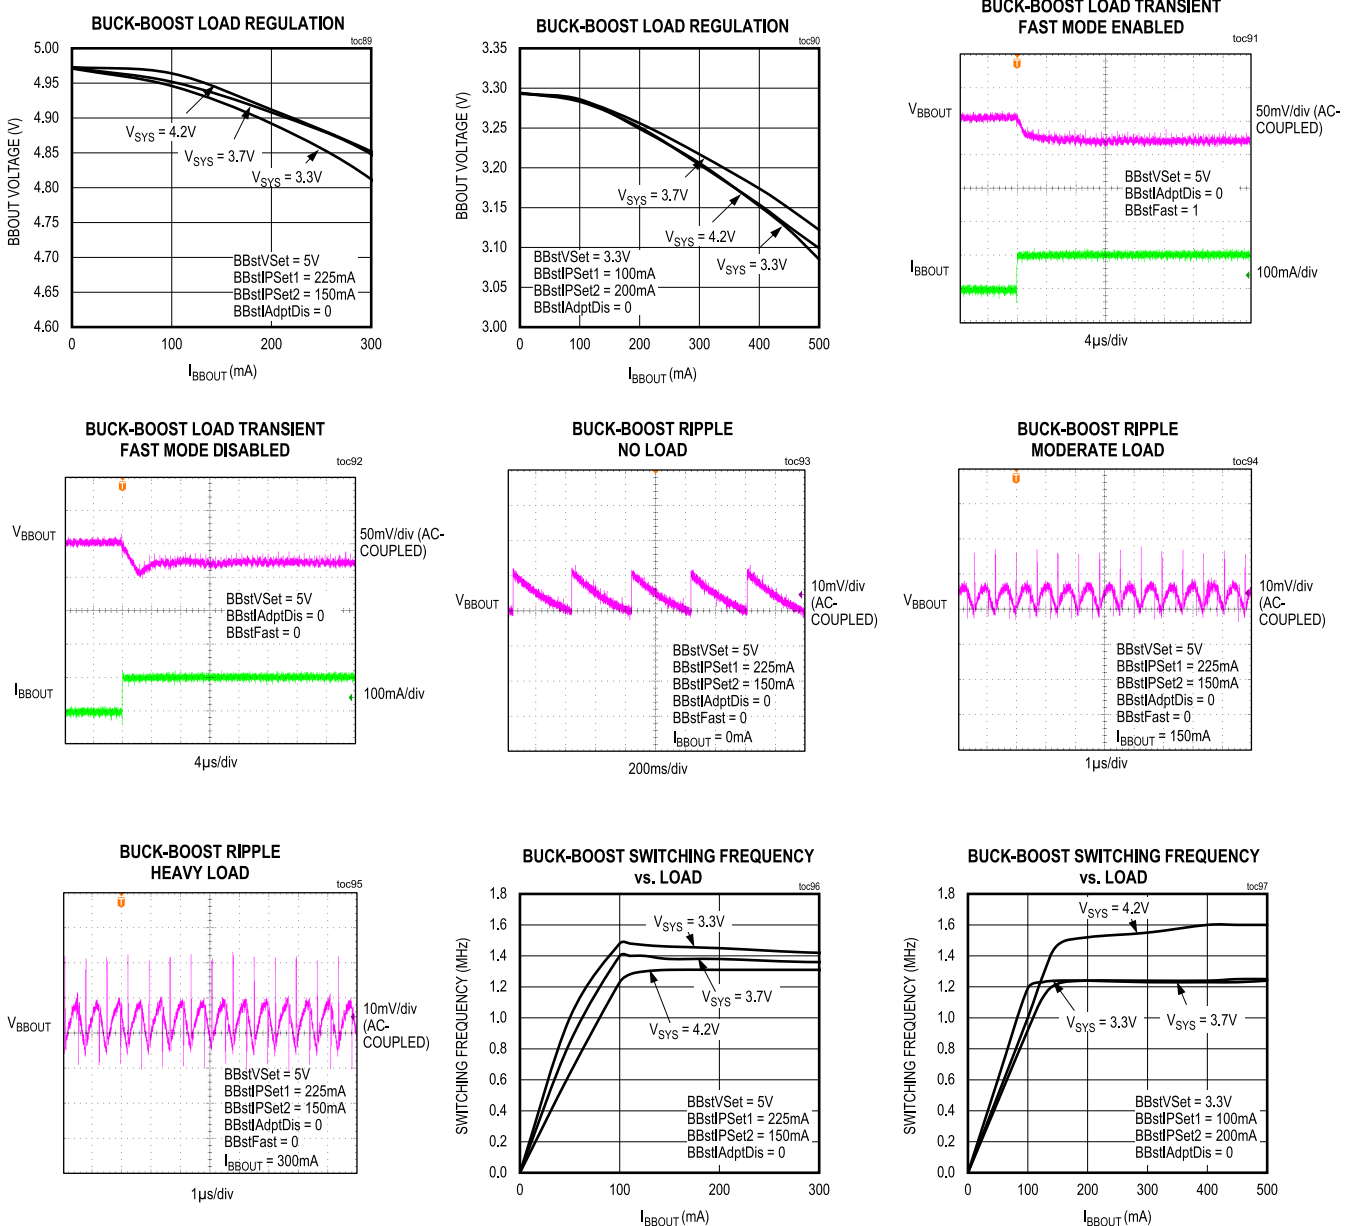 BUCK-BOOST LOAD REGULATION
toc89
5.00
4.95
4.90
4.85
4.80
4.75
4.70
4.65
4.60
BBOUT VOLTAGE (V)
VSYS = 4.2V
VSYS = 3.7V
VSYS = 3.3V
BBstVSet = 5V
BBstIPSet1 = 225mA
BBstIPSet2 = 150mA
BBstIAdptDis = 0
0 100 200 300
IBBOUT (mA)
BUCK-BOOST LOAD REGULATION
toc90
3.35
3.30
3.25
3.20
3.15
3.10
3.05
3.00
BBOUT VOLTAGE (V)
VSYS = 3.7V
VSYS = 4.2V
VSYS = 3.3V
BBstVSet = 3.3V
BBstIPSet1 = 100mA
BBstIPSet2 = 200mA
BBstIAdptDis = 0
0 100 200 300 400 500
IBBOUT (mA)
BUCK-BOOST LOAD TRANSIENT
FAST MODE ENABLED
toc91
T
VBBOUT
50mV/div (AC-
COUPLED)
BBstVSet = 5V
BBstIAdptDis = 0
BBstFast = 1
IBBOUT
100mA/div
4µs/div
BUCK-BOOST LOAD TRANSIENT
FAST MODE DISABLED
toc92
T
VBBOUT
50mV/div (AC-
COUPLED)
BBstVSet = 5V
BBstIAdptDis = 0
BBstFast = 0
IBBOUT
100mA/div
4µs/div
BUCK-BOOST RIPPLE
NO LOAD
toc93
VBBOUT
10mV/div
(AC-
COUPLED)
BBstVSet = 5V
BBstIPSet1 = 225mA
BBstIPSet2 = 150mA
BBstIAdptDis = 0
BBstFast = 0
IBBOUT = 0mA
200ms/div
BUCK-BOOST RIPPLE
MODERATE LOAD
toc94
T
VBBOUT
10mV/div
(AC-
COUPLED)
BBstVSet = 5V
BBstIPSet1 = 225mA
BBstIPSet2 = 150mA
BBstIAdptDis = 0
BBstFast = 0
IBBOUT = 150mA
1µs/div
BUCK-BOOST RIPPLE
HEAVY LOAD
toc95
T
VBBOUT
10mV/div
(AC-
COUPLED)
BBstVSet = 5V
BBstIPSet1 = 225mA
BBstIPSet2 = 150mA
BBstIAdptDis = 0
BBstFast = 0
IBBOUT = 300mA
1µs/div
BUCK-BOOST SWITCHING FREQUENCY
vs. LOAD
toc96
1.8
1.6
1.4
1.2
1.0
0.8
0.6
0.4
0.2
0.0
SWITCHING FREQUENCY (MHz)
VSYS = 3.3V
VSYS = 3.7V
VSYS = 4.2V
BBstVSet = 5V
BBstIPSet1 = 225mA
BBstIPSet2 = 150mA
BBstIAdptDis = 0
0 100 200 300
IBBOUT (mA)
BUCK-BOOST SWITCHING FREQUENCY
vs. LOAD
toc97
1.8
1.6
1.4
1.2
1.0
0.8
0.6
0.4
0.2
0.0
SWITCHING FREQUENCY (MHz)
VSYS = 4.2V
VSYS = 3.3V
VSYS = 3.7V
BBstVSet = 3.3V
BBstIPSet1 = 100mA
BBstIPSet2 = 200mA
BBstIAdptDis = 0
0 100 200 300 400 500
IBBOUT (mA)